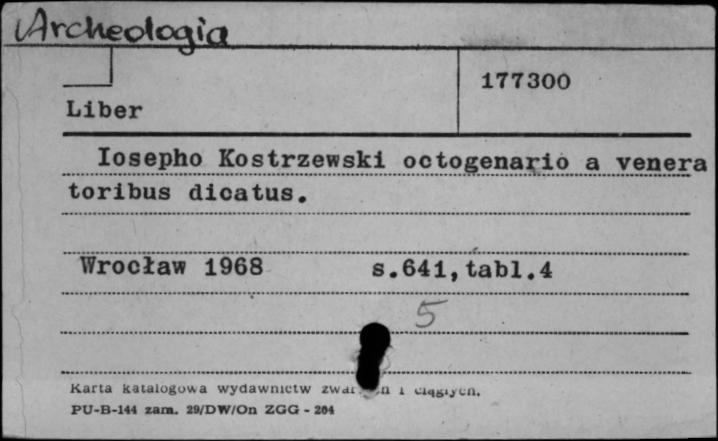 Archeologia
177300
Liber
Iosepho Kostrzewski octogenario a venera
toribus dicatus.
Wrocław 1968 s.641,tabl.4
5
Karta katalogowa wydawnictw i ciągłych.
PU-B-144 zam. 29/DW/On ZGG - 204